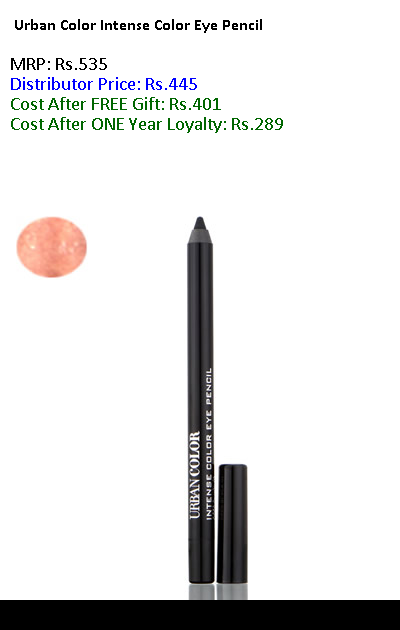 Urban Color Intense Color Eye Pencil
MRP: Rs.535
Distributor Price: Rs.445
Cost After FREE Gift: Rs.401
Cost After ONE Year Loyalty: Rs.289
URBAN COLOR
INTENSE COLOR EYE PENCIL